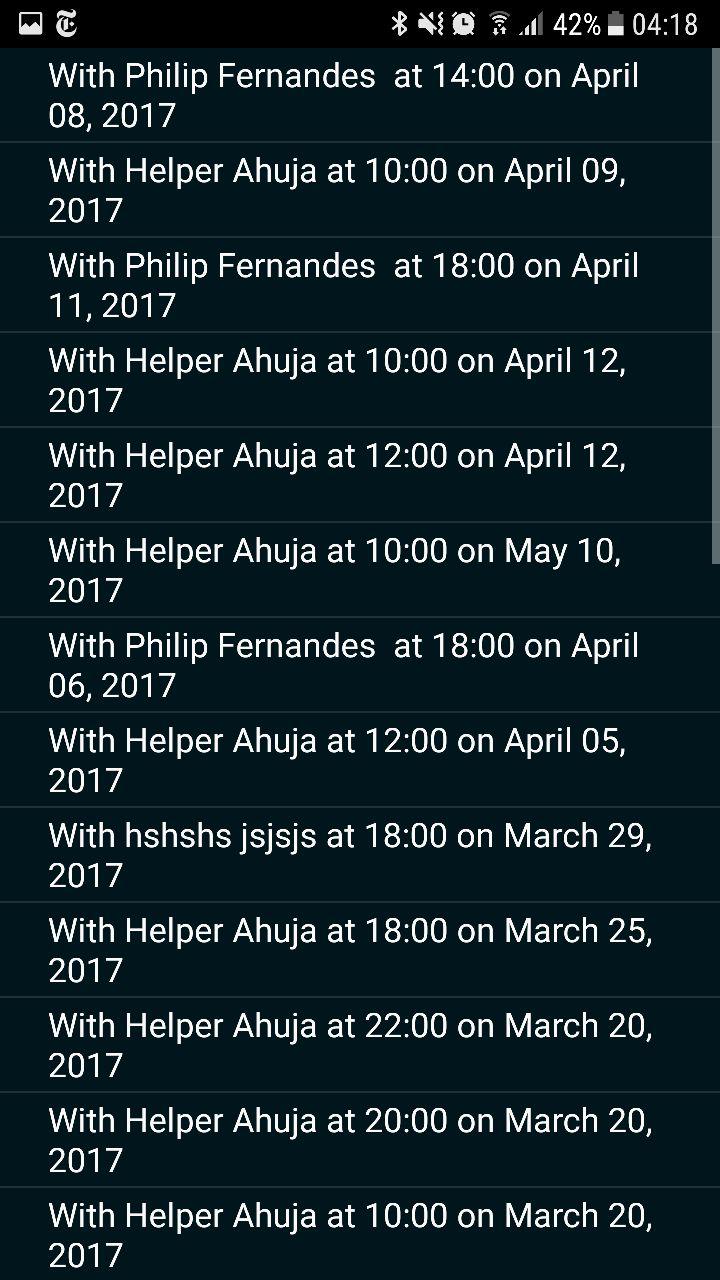 42% 04:18
With Philip Fernandes  at 14:00 on April
08, 2017
With Helper Ahuja at 10:00 on April 09,
2017
With Philip Fernandes  at 18:00 on April
11, 2017
With Helper Ahuja at 10:00 on April 12,
2017
With Helper Ahuja at 12:00 on April 12,
2017
With Helper Ahuja at 10:00 on May 10,
2017
With Philip Fernandes  at 18:00 on April
06, 2017
With Helper Ahuja at 12:00 on April 05,
2017
With hshshs jsjsjs at 18:00 on March 29,
2017
With Helper Ahuja at 18:00 on March 25,
2017
With Helper Ahuja at 22:00 on March 20,
2017
With Helper Ahuja at 20:00 on March 20,
2017
With Helper Ahuja at 10:00 on March 20,
2017